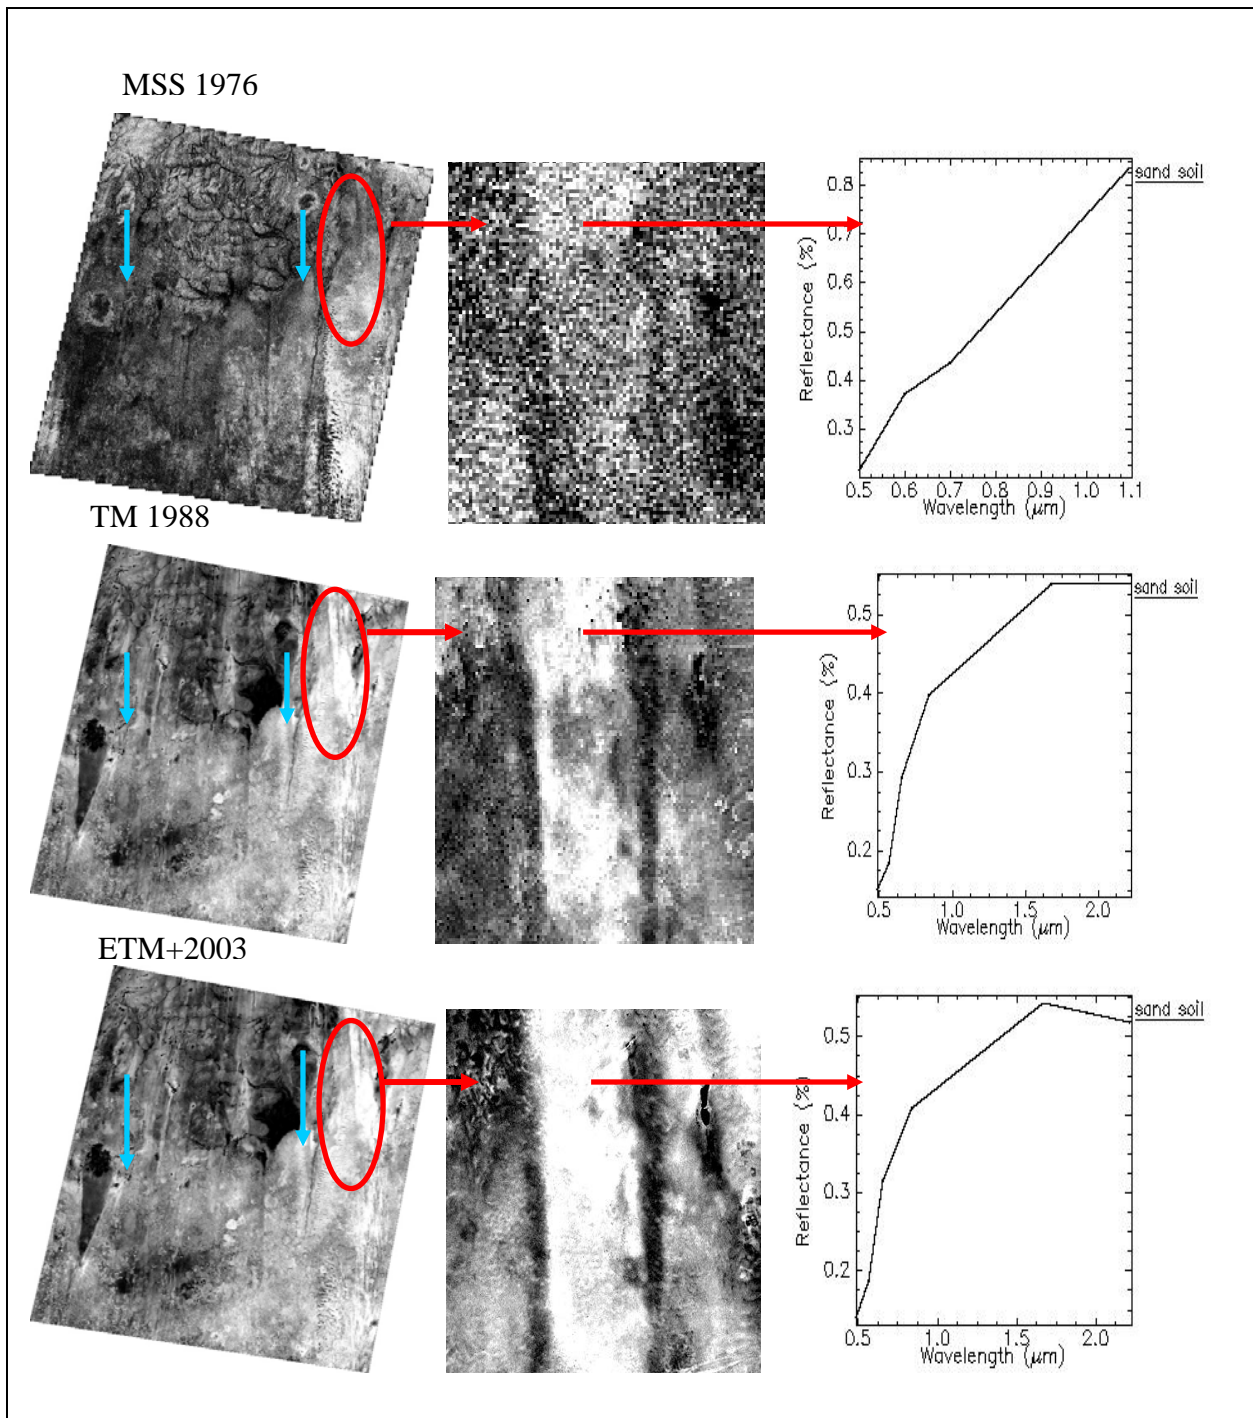 MSS 1976
sand soil
0.8
0.7
0.6
0.5
0.4
0.3
Reflectance (%)
0.5 0.6 0.7 0.8 0.9 1.0 1.1
Wavelength (μm)
TM 1988
sand soil
0.5
0.4
0.3
0.2
Reflectance (%)
0.5 1.0 1.5 2.0
Wavelength (μm)
ETM+2003
sand soil
0.5
0.4
0.3
0.2
Reflectance (%)
0.5 1.0 1.5 2.0
Wavelength (μm)